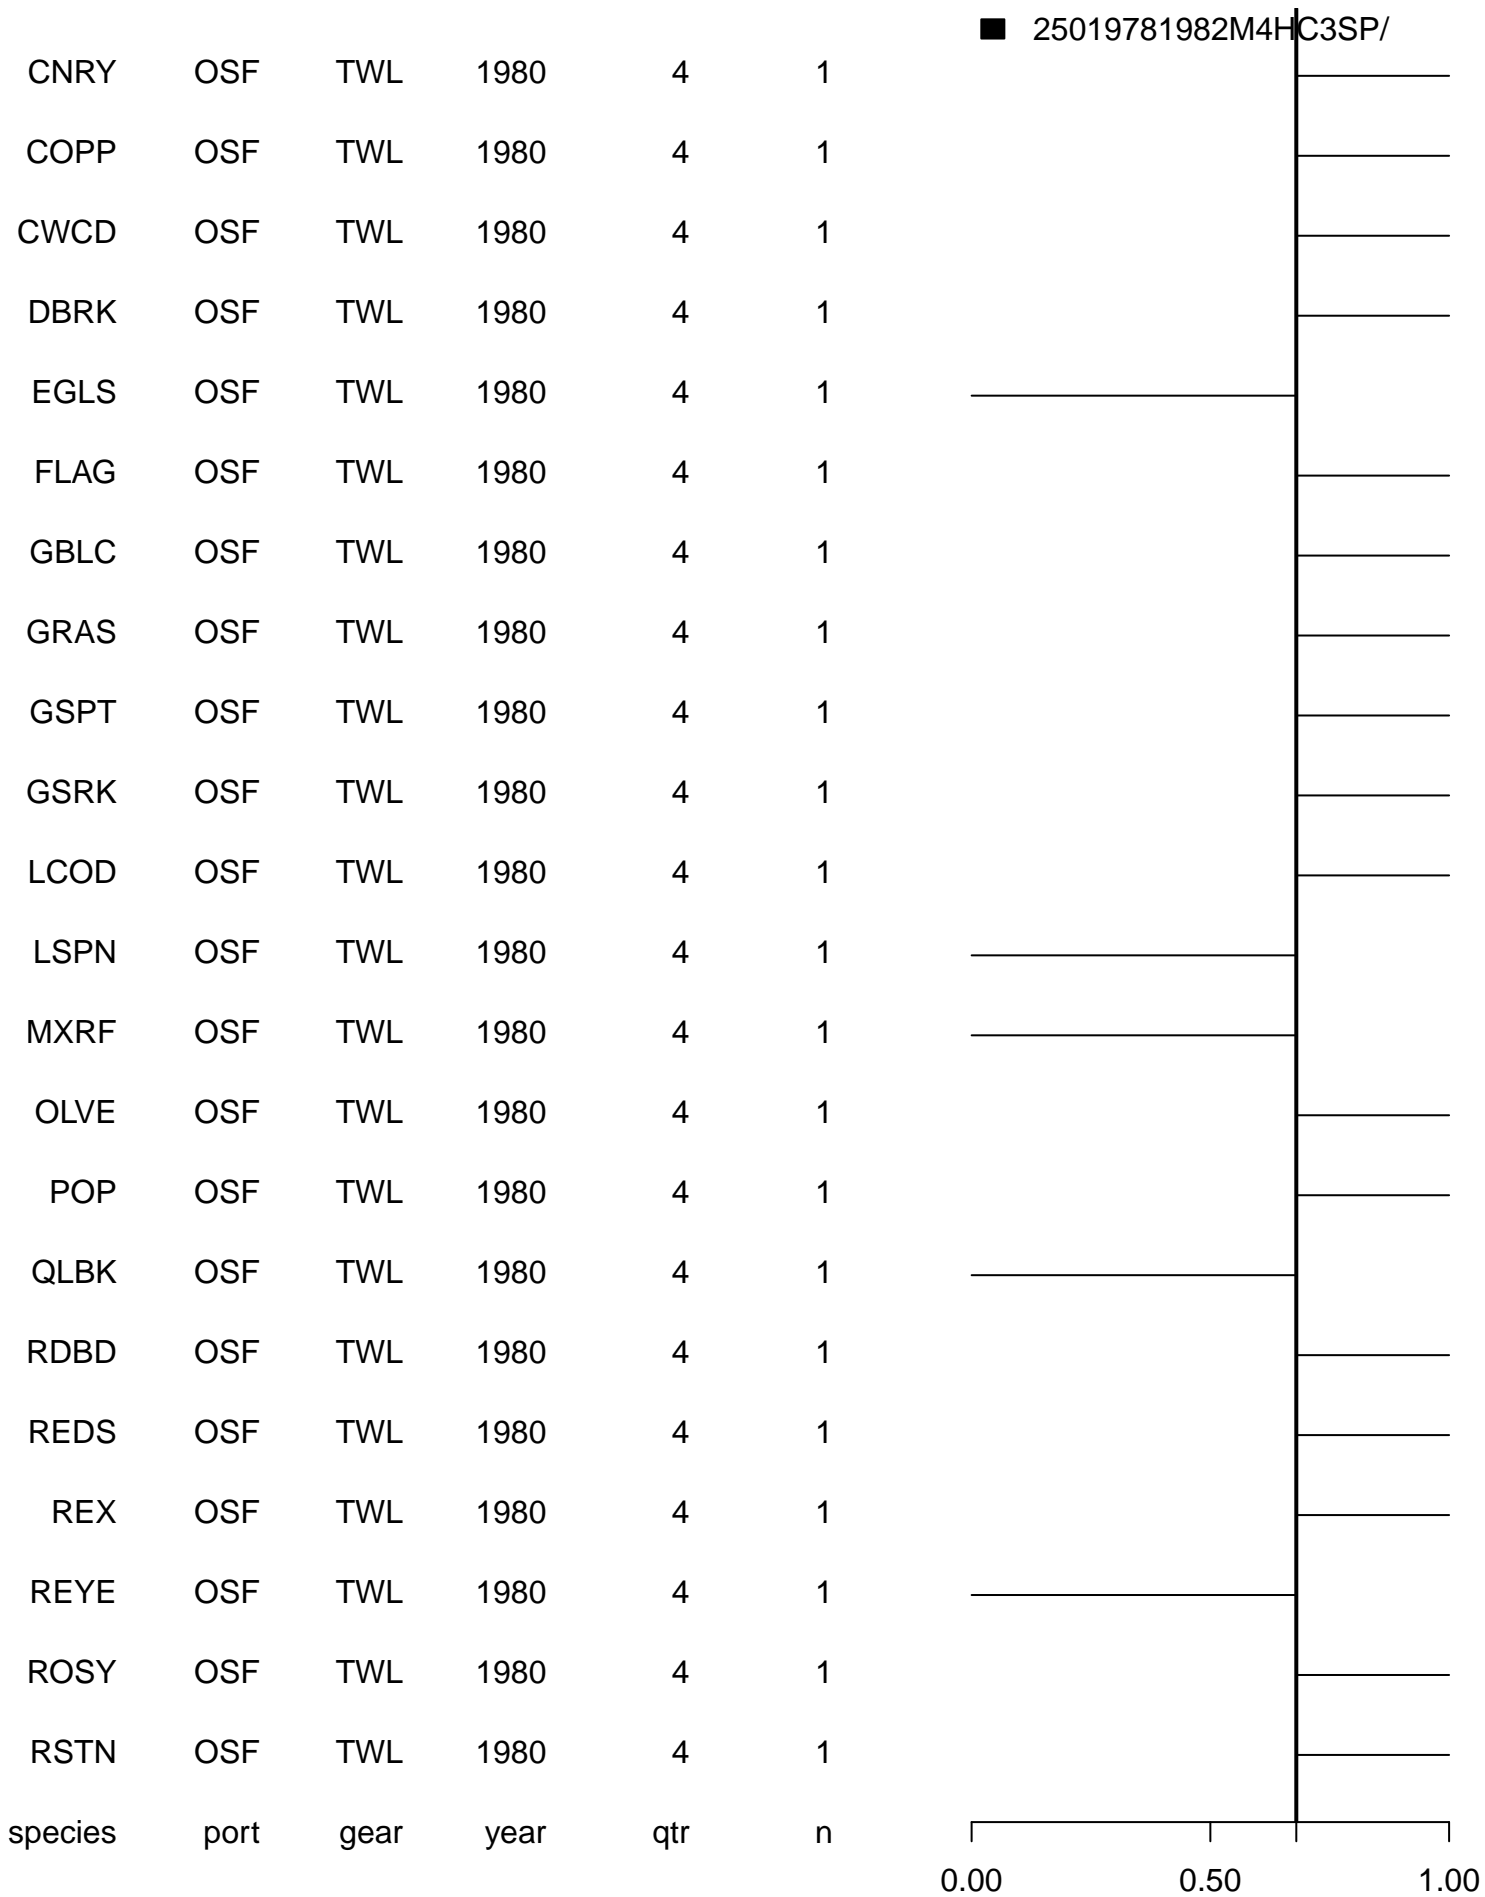 25019781982M4HC3SP/
CNRY OSF TWL 1980 4 1
COPP OSF TWL 1980 4 1
CWCD OSF TWL 1980 4 1
DBRK OSF TWL 1980 4 1
EGLS OSF TWL 1980 4 1
FLAG OSF TWL 1980 4 1
GBLC OSF TWL 1980 4 1
GRAS OSF TWL 1980 4 1
GSPT OSF TWL 1980 4 1
GSRK OSF TWL 1980 4 1
LCOD OSF TWL 1980 4 1
LSPN OSF TWL 1980 4 1
MXRF OSF TWL 1980 4 1
OLVE OSF TWL 1980 4 1
POP OSF TWL 1980 4 1
QLBK OSF TWL 1980 4 1
RDBD OSF TWL 1980 4 1
REDS OSF TWL 1980 4 1
REX OSF TWL 1980 4 1
REYE OSF TWL 1980 4 1
ROSY OSF TWL 1980 4 1
RSTN OSF TWL 1980 4 1
species port gear year qtr n
0.00 0.50 1.00